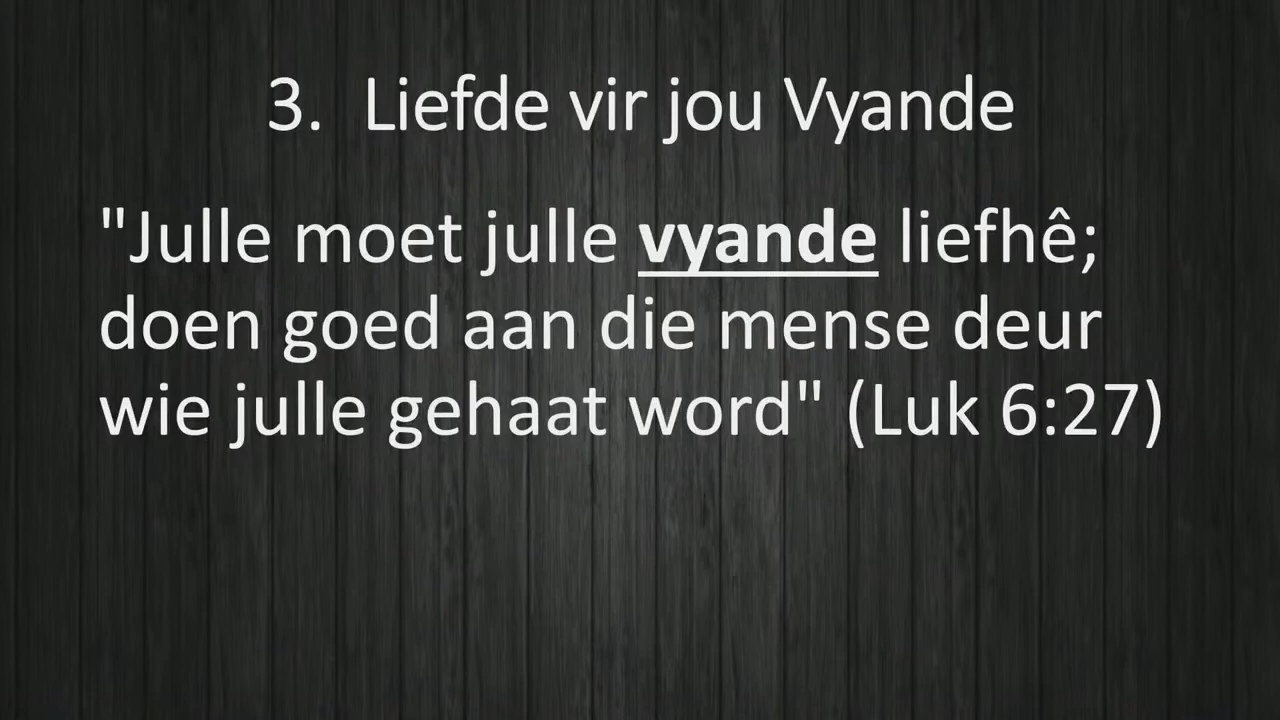 3. Liefde vir jou Vyande
"Julle moet julle vyande liefhê;
doen goed aan die mense deur
wie julle gehaat word" (Luk 6:27)